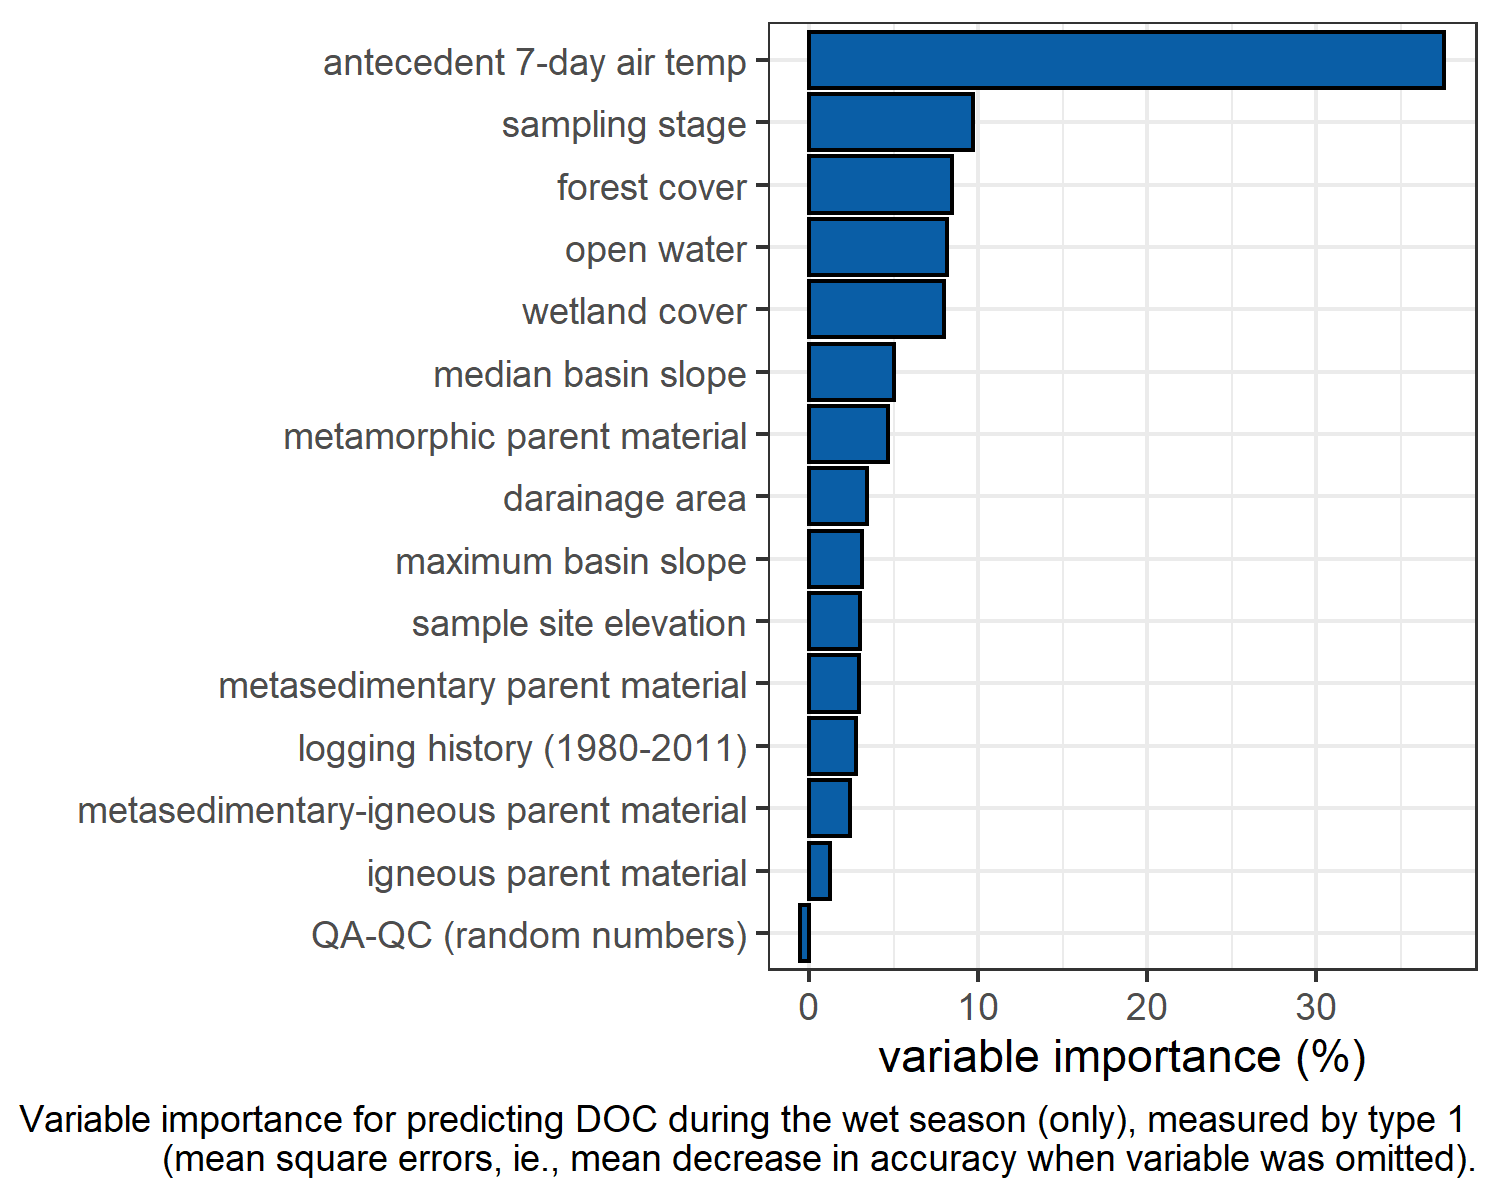 antecedent 7-day air temp
sampling stage
forest cover
open water
wetland cover
median basin slope
metamorphic parent material
darainage area
maximum basin slope
sample site elevation
metasedimentary parent material
logging history (1980-2011)
metasedimentary-igneous parent material
igneous parent material
QA-QC (random numbers)
0 10 20 30
variable importance (%)
Variable importance for predicting DOC during the wet season (only), measured by type 1
(mean square errors, ie., mean decrease in accuracy when variable was omitted).